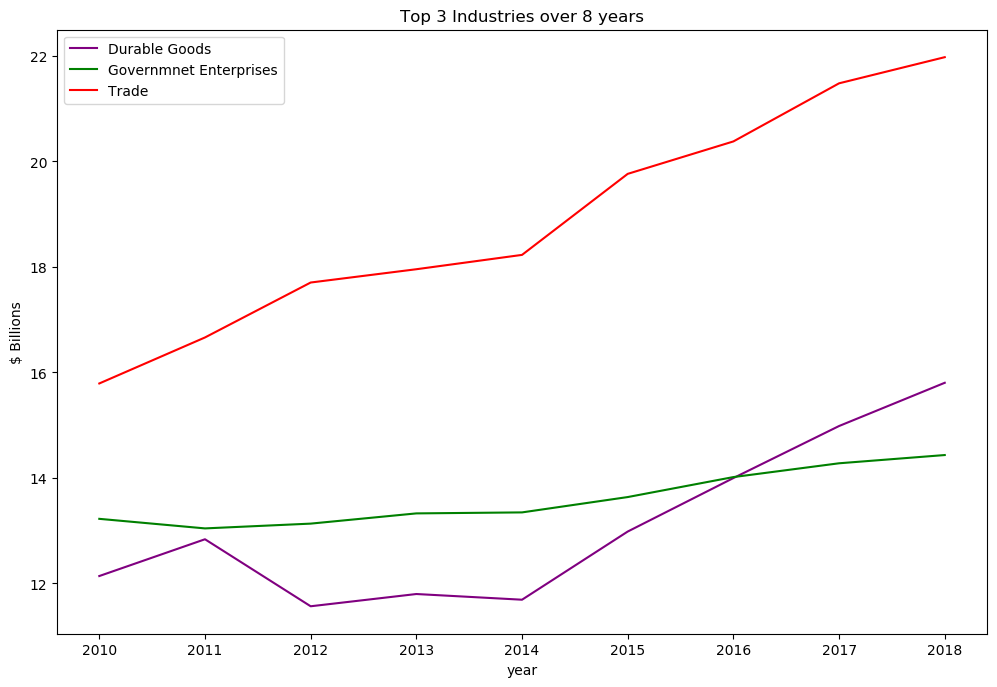 Top 3 Industries over 8 years
Durable Goods
Governmnet Enterprises
Trade
$ Billions
22
20
18
16
14
12
2010 2011 2012 2013 2014 2015 2016 2017 2018
year